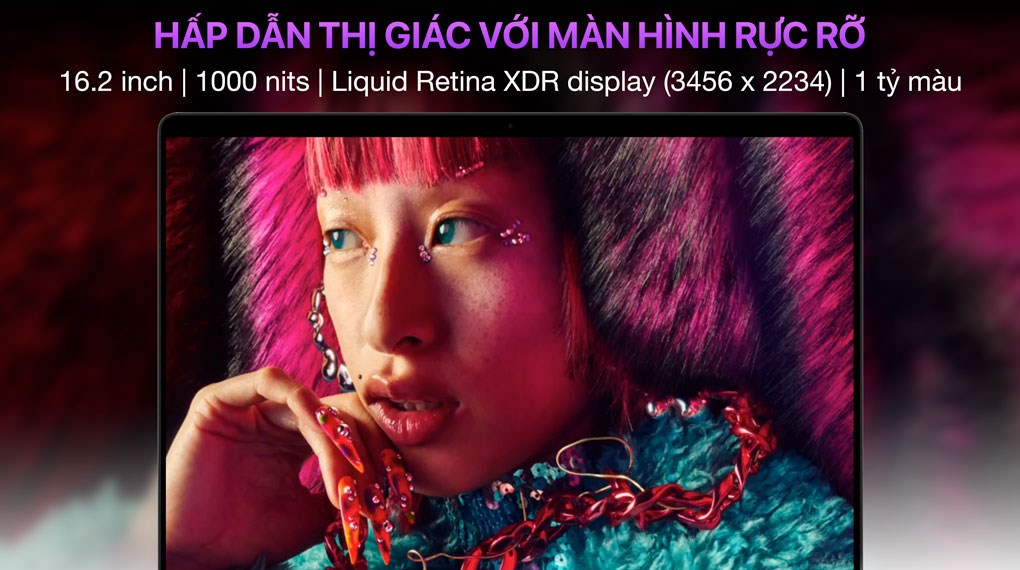 HẤP DẪN THỊ GIÁC VỚI MÀN HÌNH RỰC RỠ
16.2 inch | 1000 nits | Liquid Retina XDR display (3456 x 2234) | 1 tỷ màu